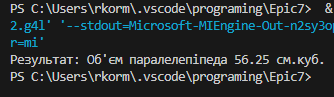 PS C:\Users\rkorm\.vscode\programing\Epic7>  &
2.g4l' '--stdout=Microsoft-MIEngine-Out-n2sy3op
r=mi'
Результат: Об'єм паралелепіпеда 56.25 см.куб.
PS C:\Users\rkorm\.vscode\programing\Epic7>